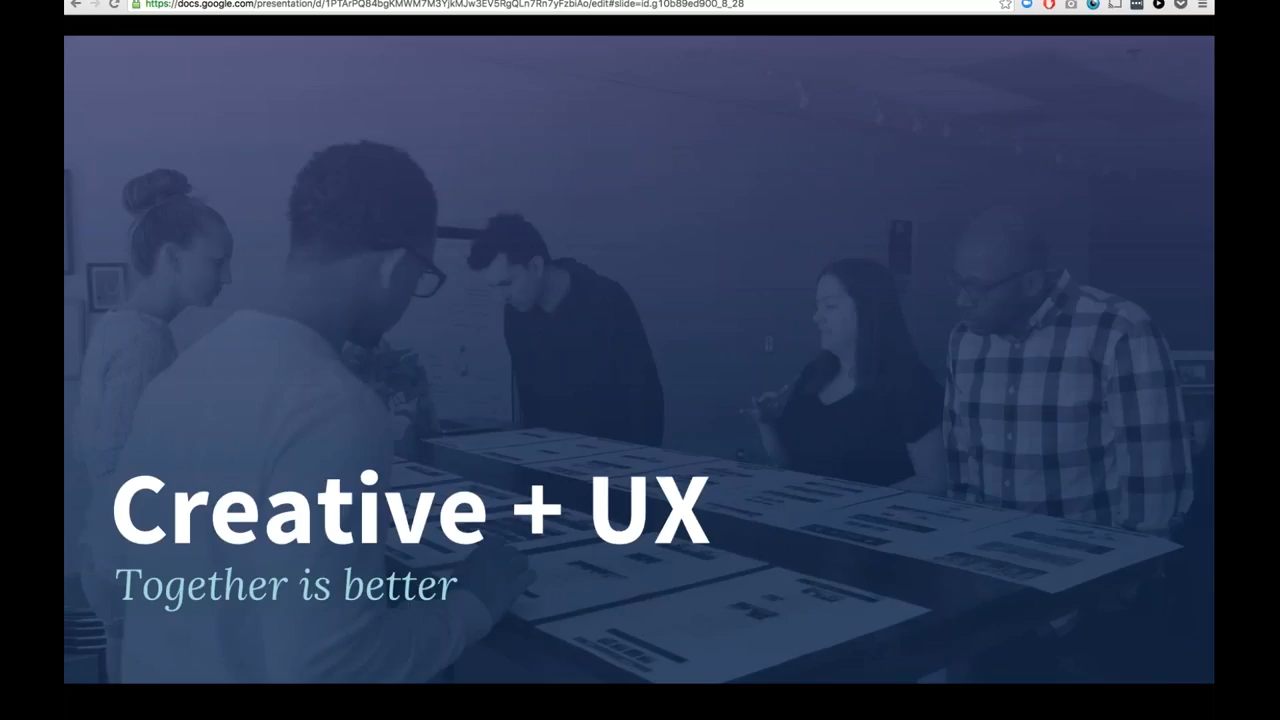 https://docs.google.com/presentation/d/1PTArPQ84bgKMWM7M3YjkMJw3EV5RgQLn7Rn7yFzbiAo/edit#slide=id.g10b89ed900_8_28
Creative + UX
Together is better